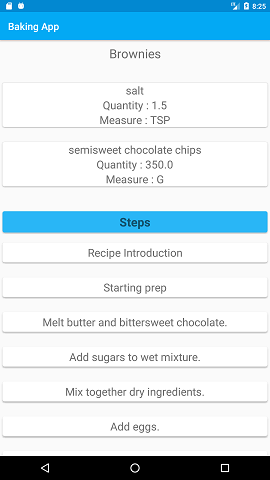 8:25
Baking App
Brownies
salt
Quantity : 1.5
Measure : TSP
semisweet chocolate chips
Quantity : 350.0
Measure : G
Steps
Recipe Introduction
Starting prep
Melt butter and bittersweet chocolate.
Add sugars to wet mixture.
Mix together dry ingredients.
Add eggs.